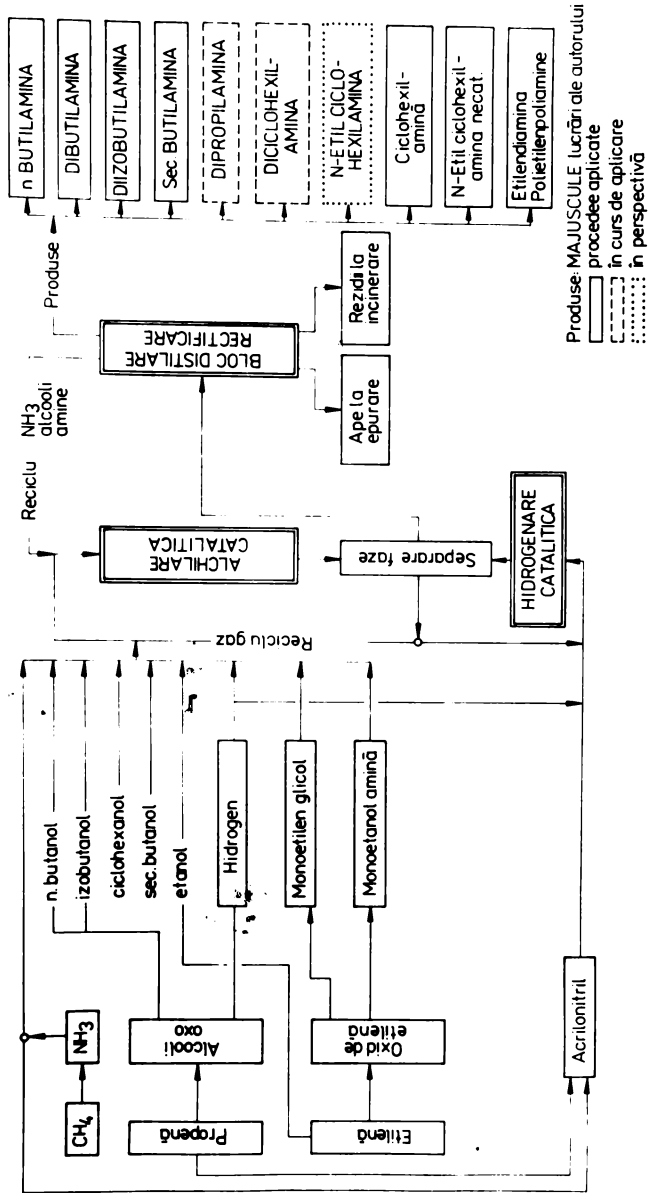 CH₄
NH₃
Propenă
Etilenă
Alcooli
oxo
Oxid de
etilenă
Acrilonitril
n. butanol
izobutanol
ciclohexanol
sec. butanol
etanol
Hidrogen
Monoetilen glicol
Monoetanol amină
Reciclu gaz
Reciclu
NH₃
alcooli
amine
ALCHILARE
CATALITICA
Separare faze
HIDROGENARE
CATALITICA
BLOC DISTILARE
RECTIFICARE
Produse
Ape la
epurare
Rezidii la
incinerare
n BUTILAMINA
DIBUTILAMINA
DIIZOBUTILAMINA
Sec. BUTILAMINA
DIPROPILAMINA
DICICLOHEXIL-
AMINA
N-ETIL CICLO-
HEXILAMINA
Ciclohexil-
amină
N-Etil ciclohexil-
amina necat.
Etilendiamina
Polietilenpoliamine
Produse: MAJUSCULE lucrări ale autorului
procedee aplicate
în curs de aplicare
în perspectivă